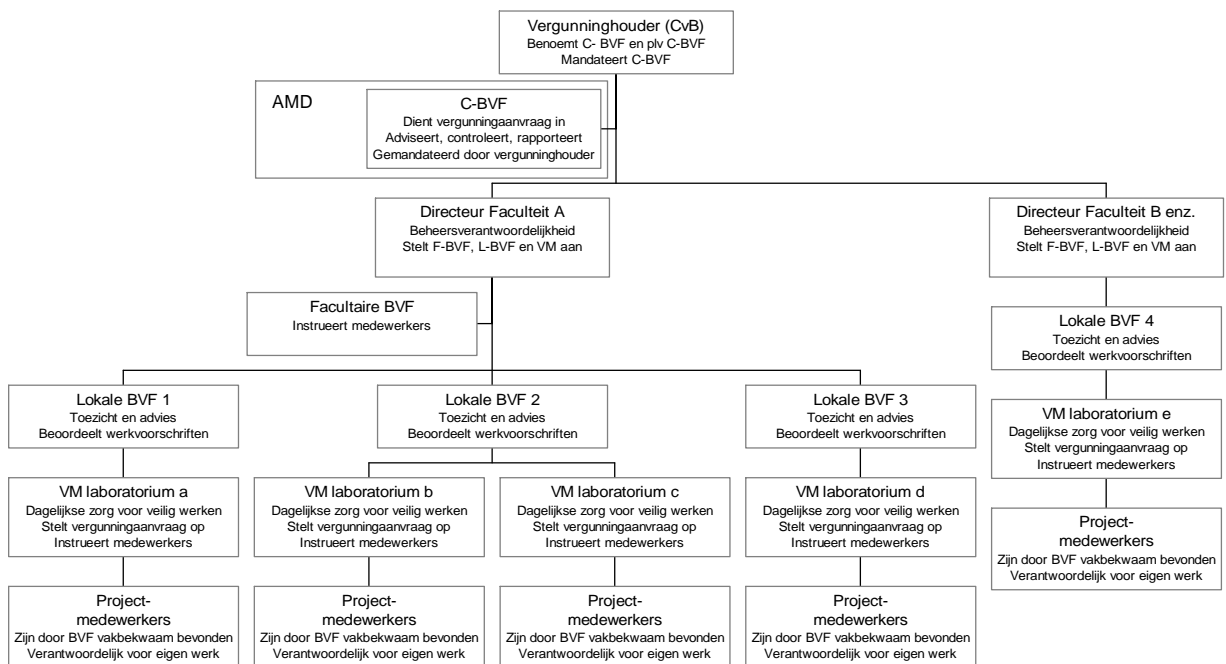 Vergunninghouder (CvB)
Benoemt C- BVF en plv C-BVF
Mandateert C-BVF
AMD
C-BVF
Dient vergunningaanvraag in
Adviseert, controleert, rapporteert
Gemandateerd door vergunninghouder
Directeur Faculteit A
Beheersverantwoordelijkheid
Stelt F-BVF, L-BVF en VM aan
Directeur Faculteit B enz.
Beheersverantwoordelijkheid
Stelt F-BVF, L-BVF en VM aan
Facultaire BVF
Instrueert medewerkers
Lokale BVF 4
Toezicht en advies
Beoordeelt werkvoorschriften
Lokale BVF 1
Toezicht en advies
Beoordeelt werkvoorschriften
Lokale BVF 2
Toezicht en advies
Beoordeelt werkvoorschriften
Lokale BVF 3
Toezicht en advies
Beoordeelt werkvoorschriften
VM laboratorium e
Dagelijkse zorg voor veilig werken
Stelt vergunningaanvraag op
Instrueert medewerkers
VM laboratorium a
Dagelijkse zorg voor veilig werken
Stelt vergunningaanvraag op
Instrueert medewerkers
VM laboratorium b
Dagelijkse zorg voor veilig werken
Stelt vergunningaanvraag op
Instrueert medewerkers
VM laboratorium c
Dagelijkse zorg voor veilig werken
Stelt vergunningaanvraag op
Instrueert medewerkers
VM laboratorium d
Dagelijkse zorg voor veilig werken
Stelt vergunningaanvraag op
Instrueert medewerkers
Project-
medewerkers
Zijn door BVF vakbekwaam bevonden
Verantwoordelijk voor eigen werk
Project-
medewerkers
Zijn door BVF vakbekwaam bevonden
Verantwoordelijk voor eigen werk
Project-
medewerkers
Zijn door BVF vakbekwaam bevonden
Verantwoordelijk voor eigen werk
Project-
medewerkers
Zijn door BVF vakbekwaam bevonden
Verantwoordelijk voor eigen werk
Project-
medewerkers
Zijn door BVF vakbekwaam bevonden
Verantwoordelijk voor eigen werk